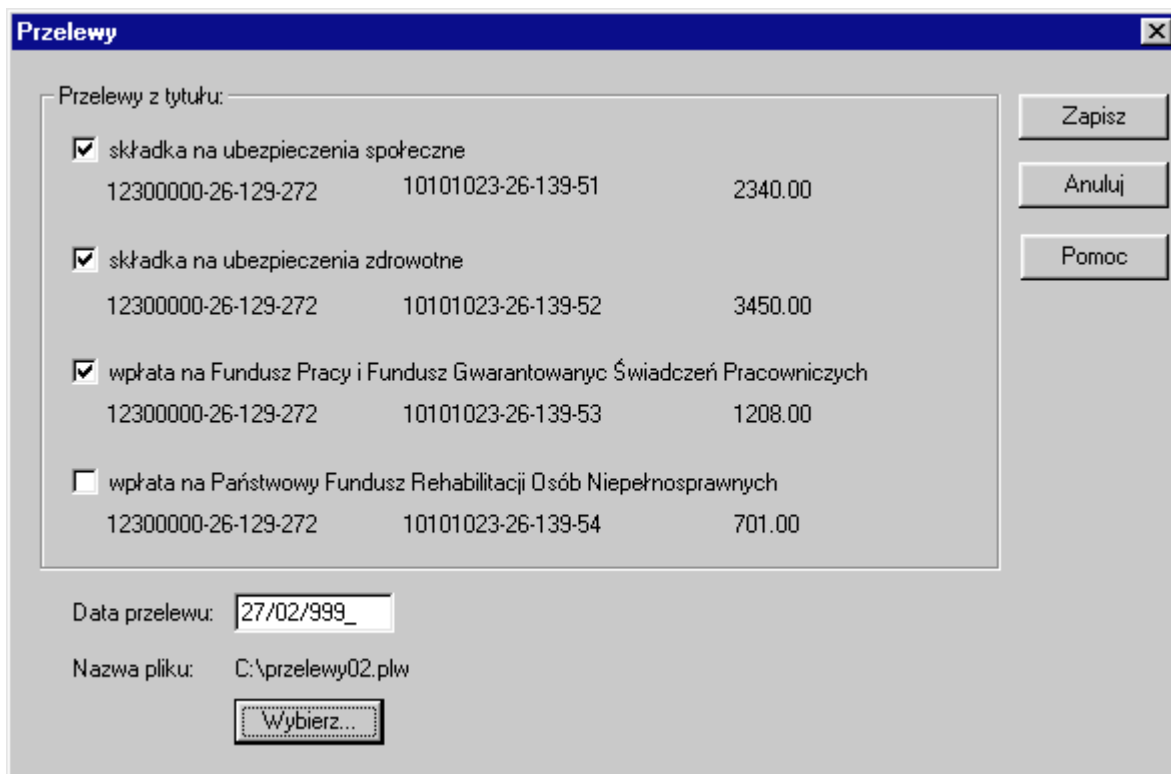 Przelewy
Przelewy z tytułu:
składka na ubezpieczenia społeczne
12300000-26-129-272 10101023-26-139-51 2340.00
składka na ubezpieczenia zdrowotne
12300000-26-129-272 10101023-26-139-52 3450.00
wpłata na Fundusz Pracy i Fundusz Gwarantowanyc Świadczeń Pracowniczych
12300000-26-129-272 10101023-26-139-53 1208.00
wpłata na Państwowy Fundusz Rehabilitacji Osób Niepełnosprawnych
12300000-26-129-272 10101023-26-139-54 701.00
Data przelewu: 27/02/999_
Nazwa pliku: C:\przelewy02.plw
Wybierz...
Zapisz
Anuluj
Pomoc